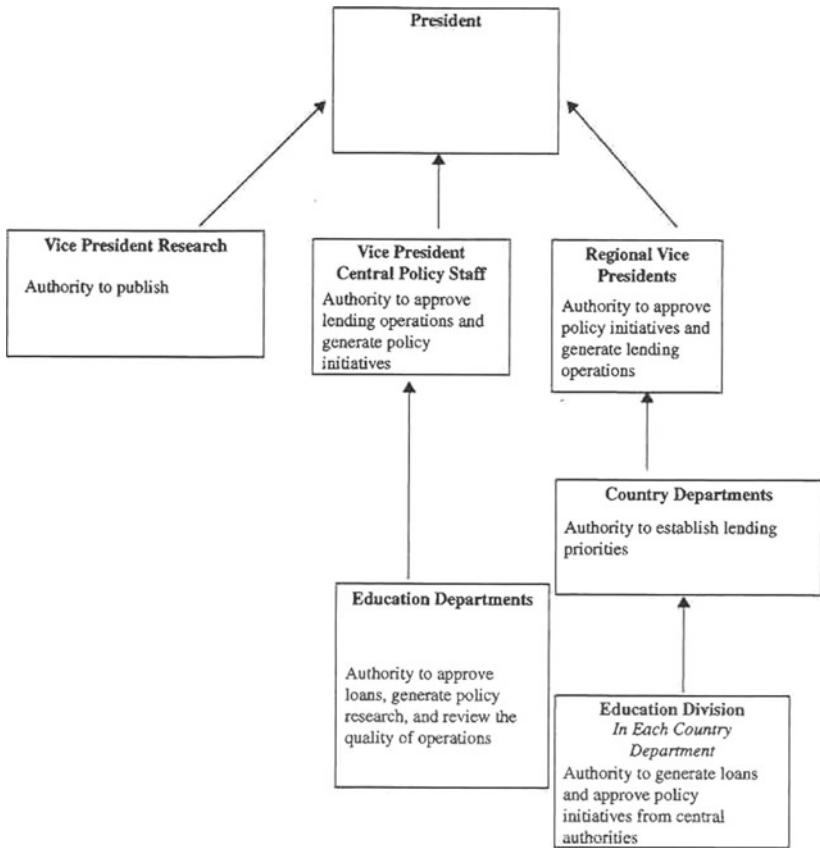 President
Vice President Research
Authority to publish
Vice President
Central Policy Staff
Authority to approve
lending operations and
generate policy
initiatives
Regional Vice
Presidents
Authority to approve
policy initiatives and
generate lending
operations
Country Departments
Authority to establish lending
priorities
Education Departments
Authority to approve
loans, generate policy
research, and review the
quality of operations
Education Division
In Each Country
Department
Authority to generate loans
and approve policy
initiatives from central
authorities